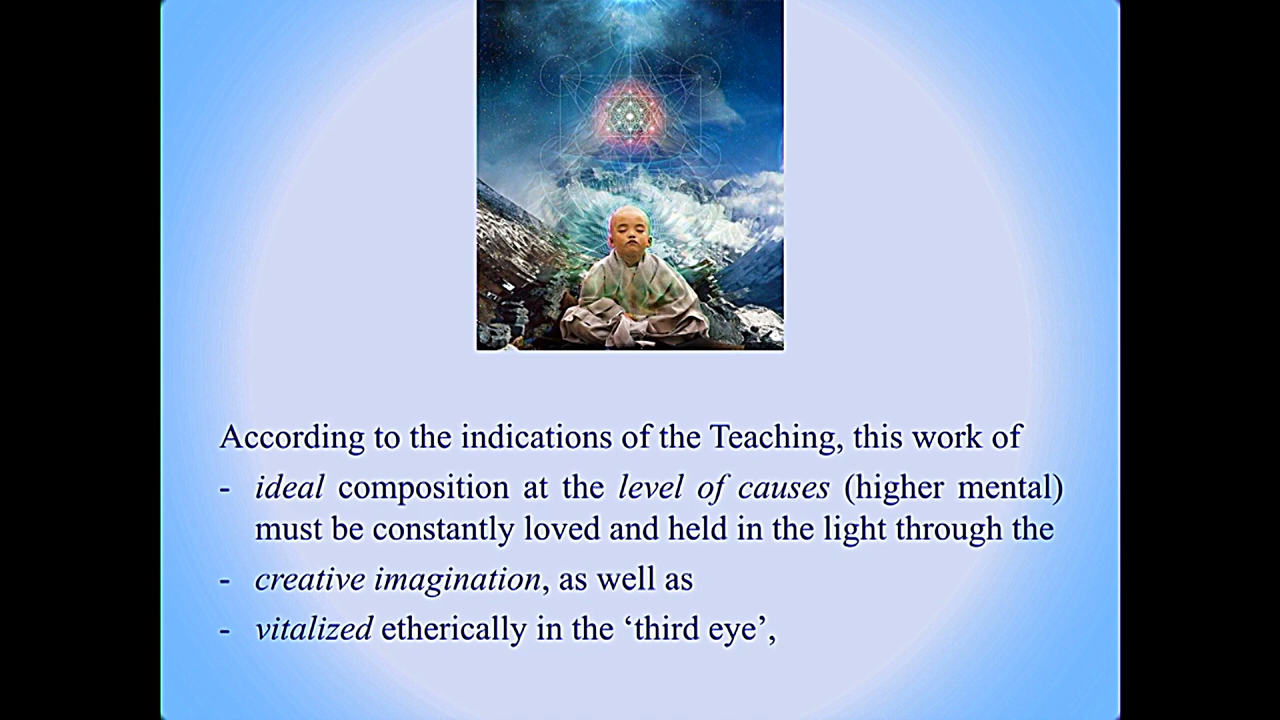 According to the indications of the Teaching, this work of
- ideal composition at the level of causes (higher mental)
must be constantly loved and held in the light through the
- creative imagination, as well as
- vitalized etherically in the ‘third eye’,